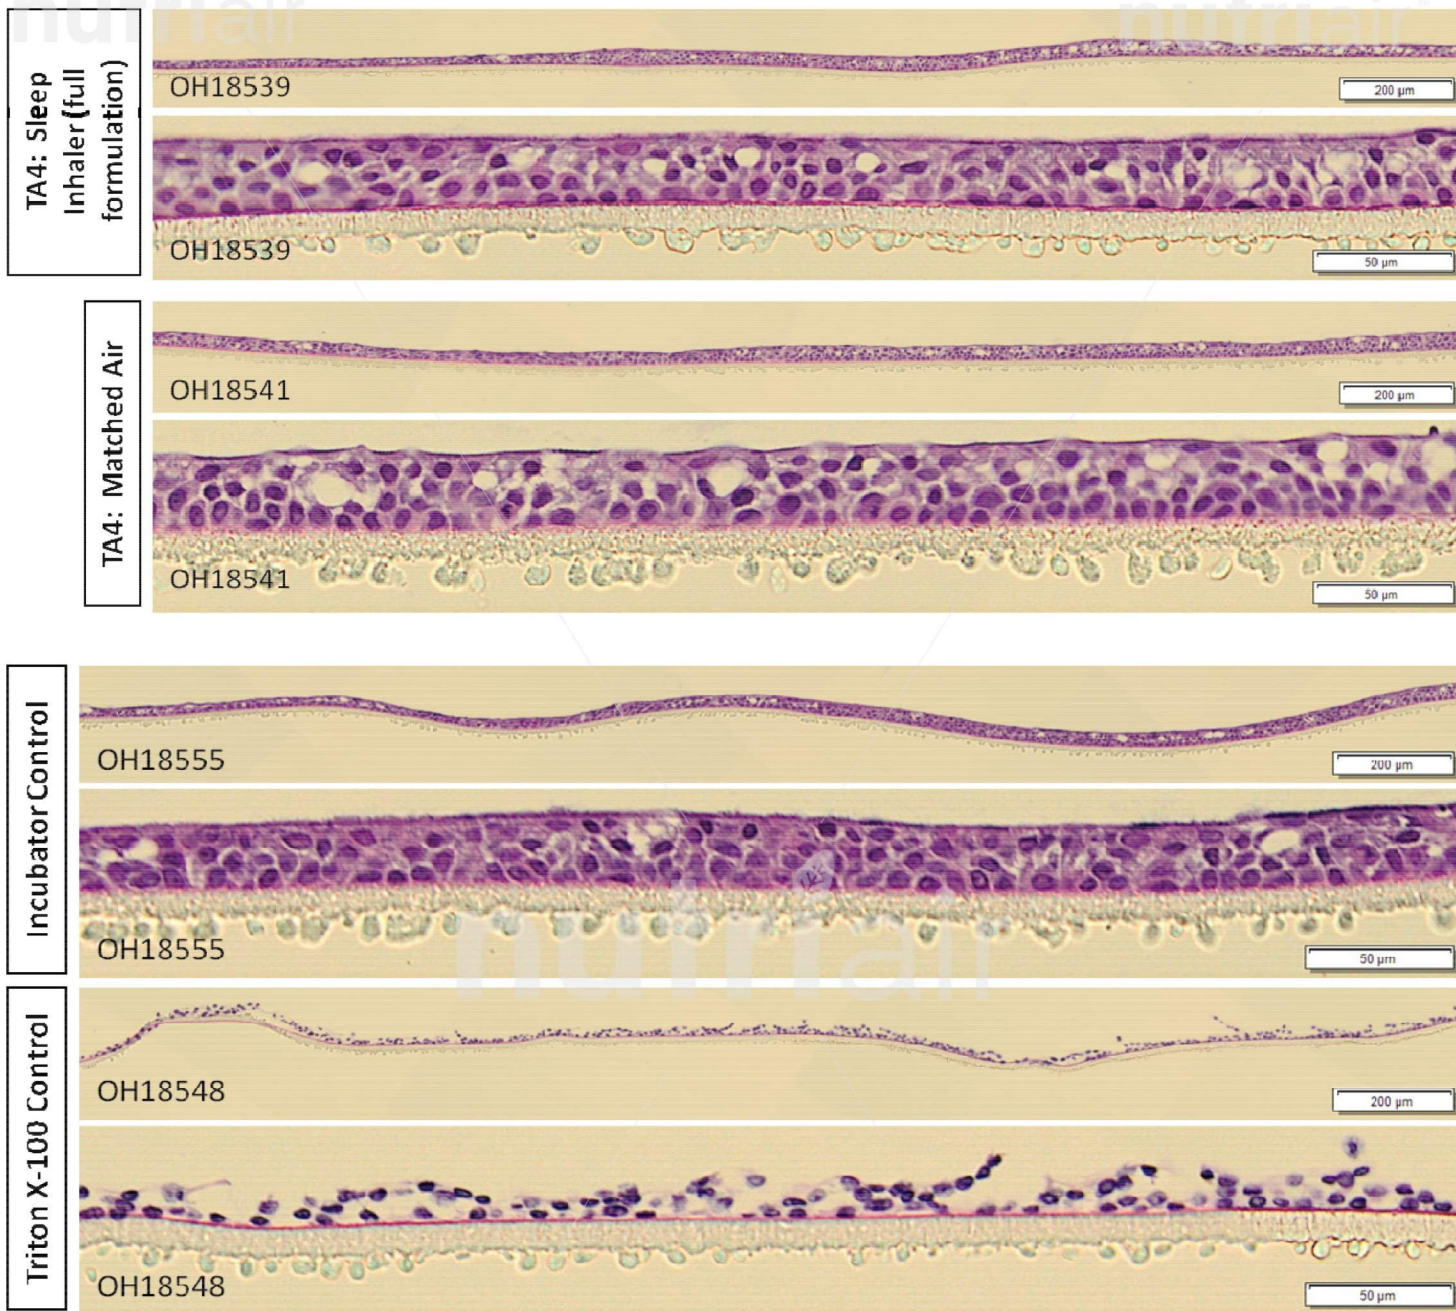 nutriair
nutriair
TA4: Sleep
Inhaler (full
formulation)
OH18539
200 µm
OH18539
50 µm
TA4: Matched Air
OH18541
200 µm
OH18541
50 µm
Incubator Control
OH18555
200 µm
OH18555
50 µm
nutriair
Triton X-100 Control
OH18548
200 µm
OH18548
50 µm